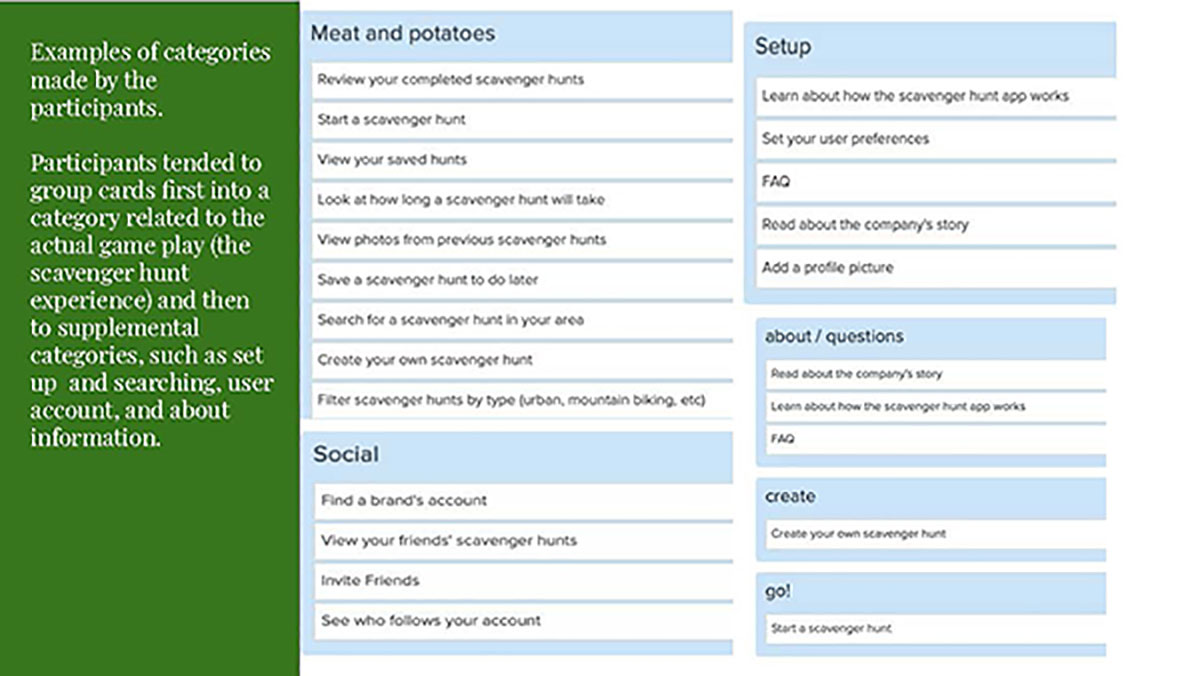 Examples of categories
made by the
participants.
Participants tended to
group cards first into a
category related to the
actual game play (the
scavenger hunt
experience) and then
to supplemental
categories, such as set
up and searching, user
account, and about
information.
Meat and potatoes
Review your completed scavenger hunts
Start a scavenger hunt
View your saved hunts
Look at how long a scavenger hunt will take
View photos from previous scavenger hunts
Save a scavenger hunt to do later
Search for a scavenger hunt in your area
Create your own scavenger hunt
Filter scavenger hunts by type (urban, mountain biking, etc)
Social
Find a brand's account
View your friends' scavenger hunts
Invite Friends
See who follows your account
Setup
Learn about how the scavenger hunt app works
Set your user preferences
FAQ
Read about the company's story
Add a profile picture
about / questions
Read about the company's story
Learn about how the scavenger hunt app works
FAQ
create
Create your own scavenger hunt
go!
Start a scavenger hunt